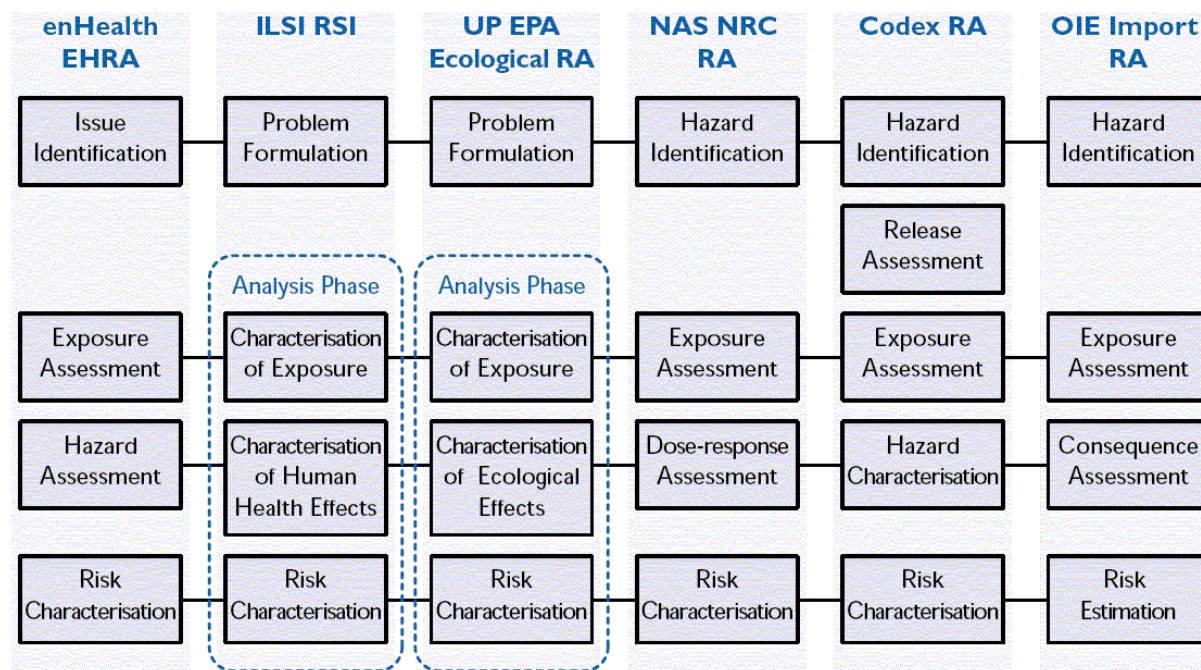 enHealth
EHRA
ILSI RSI
UP EPA
Ecological RA
NAS NRC
RA
Codex RA
OIE Import
RA
Issue
Identification
Problem
Formulation
Problem
Formulation
Hazard
Identification
Hazard
Identification
Hazard
Identification
Release
Assessment
Analysis Phase
Analysis Phase
Exposure
Assessment
Characterisation
of Exposure
Characterisation
of Exposure
Exposure
Assessment
Exposure
Assessment
Exposure
Assessment
Hazard
Assessment
Characterisation
of Human
Health Effects
Characterisation
of Ecological
Effects
Dose-response
Assessment
Hazard
Characterisation
Consequence
Assessment
Risk
Characterisation
Risk
Characterisation
Risk
Characterisation
Risk
Characterisation
Risk
Characterisation
Risk
Estimation